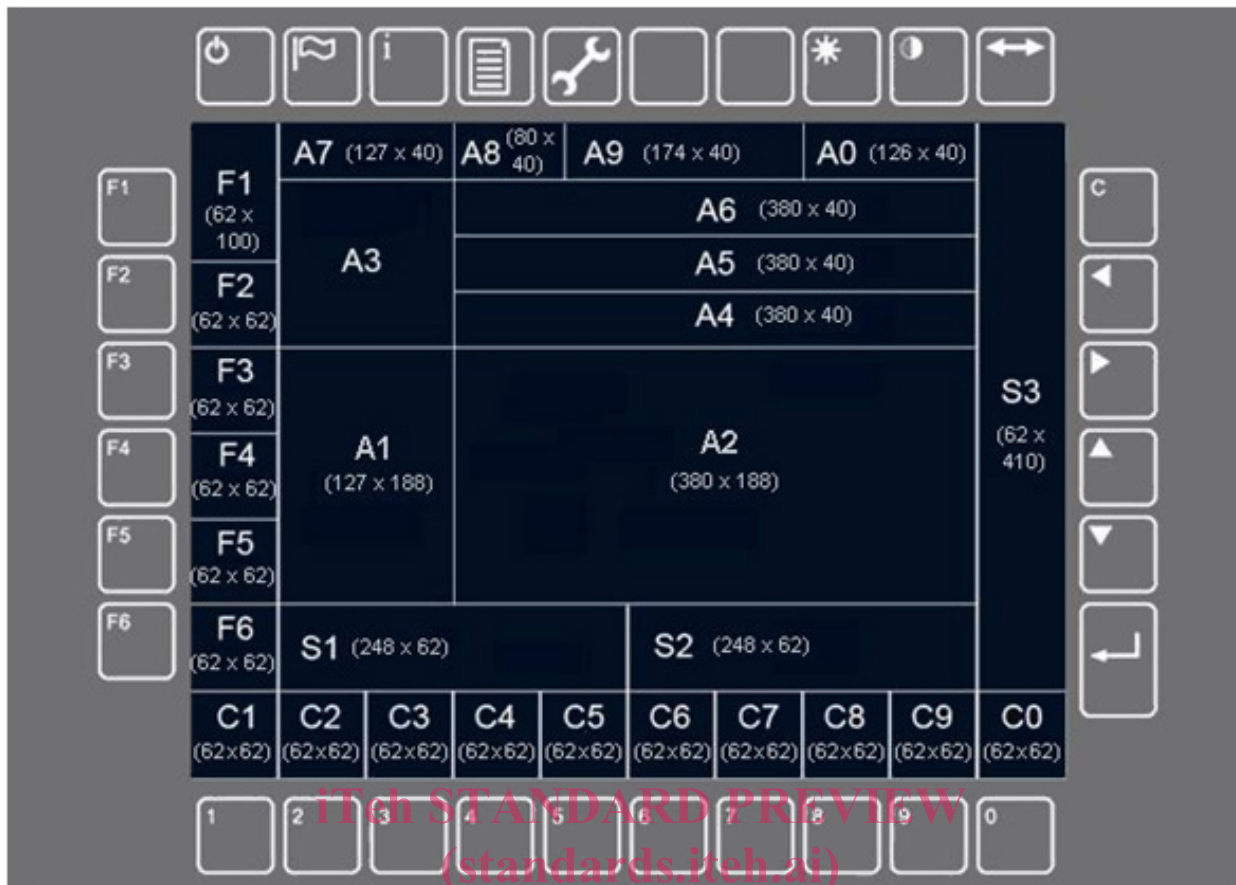 i
A7 (127 x 40) A8 (80 x 40) A9 (174 x 40) A0 (126 x 40)
F1 F1 (62 x 100) C
A6 (380 x 40)
F2 F2 (62 x 62) A3 A5 (380 x 40)
A4 (380 x 40)
F3 F3 (62 x 62)
S3 (62 x 410)
F4 F4 (62 x 62) A1 (127 x 188) A2 (380 x 188)
F5 F5 (62 x 62)
F6 F6 (62 x 62) S1 (248 x 62) S2 (248 x 62)
C1 C2 C3 C4 C5 C6 C7 C8 C9 C0
(62x62) (62x62) (62x62) (62x62) (62x62) (62x62) (62x62) (62x62) (62x62) (62x62)
1 2 3 4 5 6 7 8 9 0
iTeh STANDARD PREVIEW
(standards.iteh.ai)